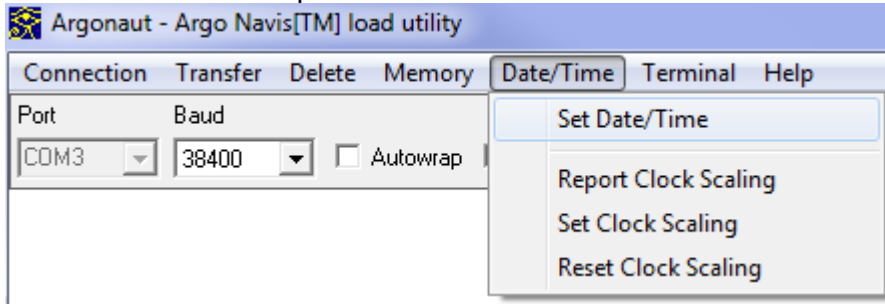 Argonaut - Argo Navis[TM] load utility
Connection Transfer Delete Memory Date/Time Terminal Help
Port Baud
COM3 38400 Autowrap
Set Date/Time
Report Clock Scaling
Set Clock Scaling
Reset Clock Scaling